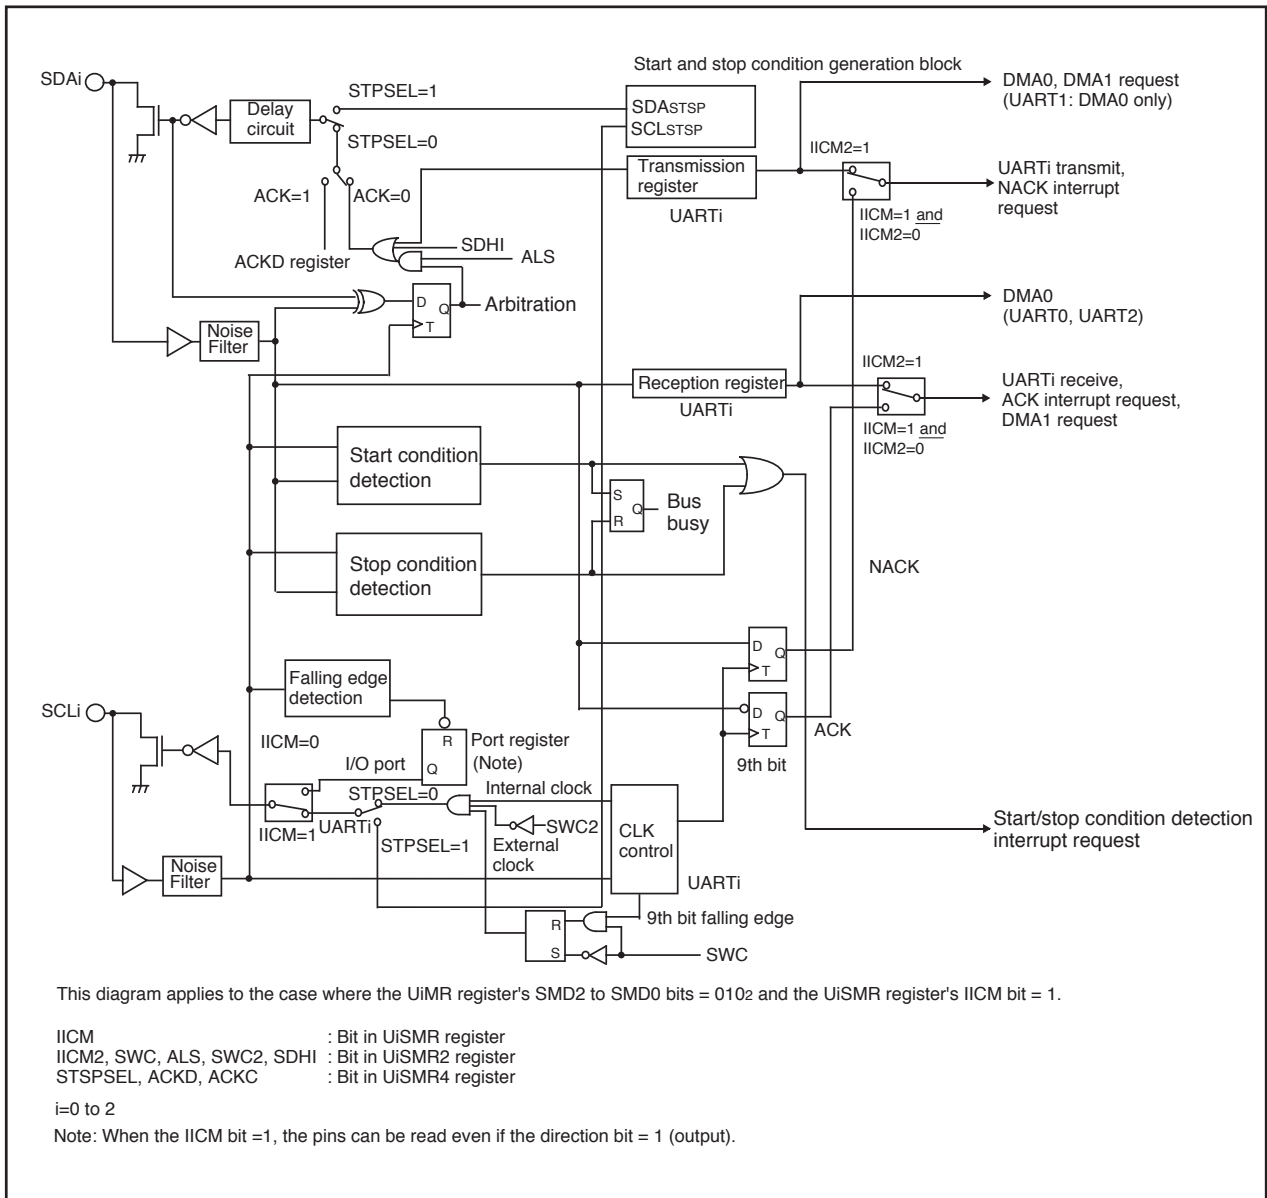 Start and stop condition generation block
SDAi
STPSEL=1
Delay
circuit
STPSEL=0
SDASTSP
SCLSTSP
DMA0, DMA1 request
(UART1: DMA0 only)
ACK=1
ACK=0
Transmission
register
UARTi
IICM2=1
UARTi transmit,
NACK interrupt
request
IICM=1 and
IICM2=0
SDHI
ALS
ACKD register
D
Q
T
Arbitration
Noise
Filter
DMA0
(UART0, UART2)
Reception register
UARTi
IICM2=1
UARTi receive,
ACK interrupt request,
DMA1 request
IICM=1 and
IICM2=0
Start condition
detection
S
Q
R
Bus
busy
Stop condition
detection
NACK
D
Q
T
Falling edge
detection
D
Q
T
ACK
9th bit
SCLi
IICM=0
R
Q
Port register
(Note)
I/O port
STPSEL=0
Internal clock
IICM=1
UARTi
SWC2
CLK
control
STPSEL=1
External
clock
Noise
Filter
UARTi
9th bit falling edge
R
S
SWC
Start/stop condition detection
interrupt request
This diagram applies to the case where the UiMR register's SMD2 to SMD0 bits = 0102 and the UiSMR register's IICM bit = 1.
IICM : Bit in UiSMR register
IICM2, SWC, ALS, SWC2, SDHI : Bit in UiSMR2 register
STSPSEL, ACKD, ACKC : Bit in UiSMR4 register
i=0 to 2
Note: When the IICM bit =1, the pins can be read even if the direction bit = 1 (output).